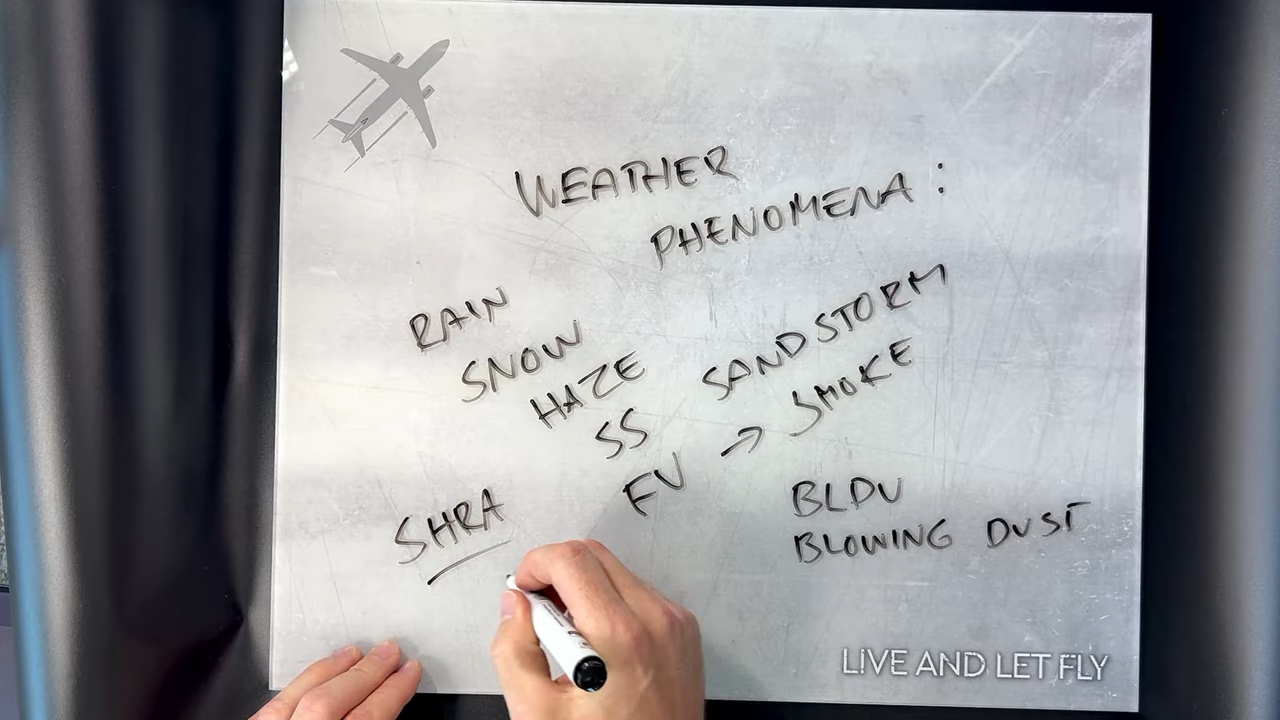 WEATHER
PHENOMENA:
RAIN
SNOW
HAZE
SS SANDSTORM
FU → SMOKE
SHRA
BLDU
BLOWING DUST
LIVE AND LET FLY